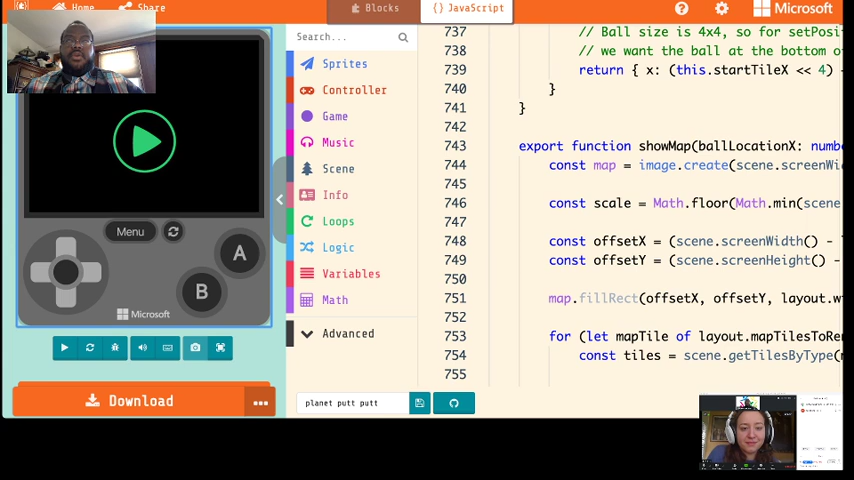 Home
Share
Blocks
{} JavaScript
Microsoft
Search...
Sprites
Controller
Game
Music
Scene
Info
Loops
Logic
Variables
Math
Advanced
Menu
A
B
Microsoft
Download
planet putt putt
737 // Ball size is 4x4, so for setPosi
738 // we want the ball at the bottom o
739 return { x: (this.startTileX << 4)
740 }
741 }
742
743 export function showMap(ballLocationX: numb
744 const map = image.create(scene.screenWi
745
746 const scale = Math.floor(Math.min(scene
747
748 const offsetX = (scene.screenWidth() -
749 const offsetY = (scene.screenHeight() -
750
751 map.fillRect(offsetX, offsetY, layout.w
752
753 for (let mapTile of layout.mapTilesToRe
754 const tiles = scene.getTilesByType(
755